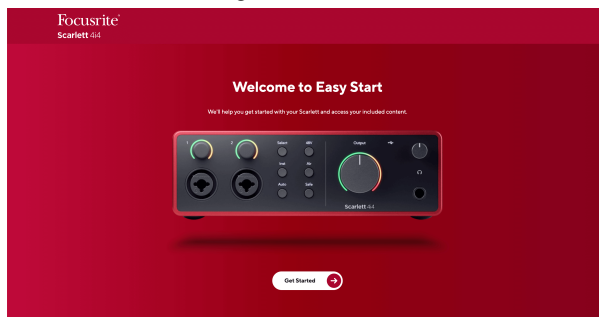 Focusrite®
Scarlett 4i4
Welcome to Easy Start
We'll help you get started with your Scarlett and access your included content.
1 2 Select 48V Output
Inst Air
Auto Safe
Scarlett 4i4
Get Started